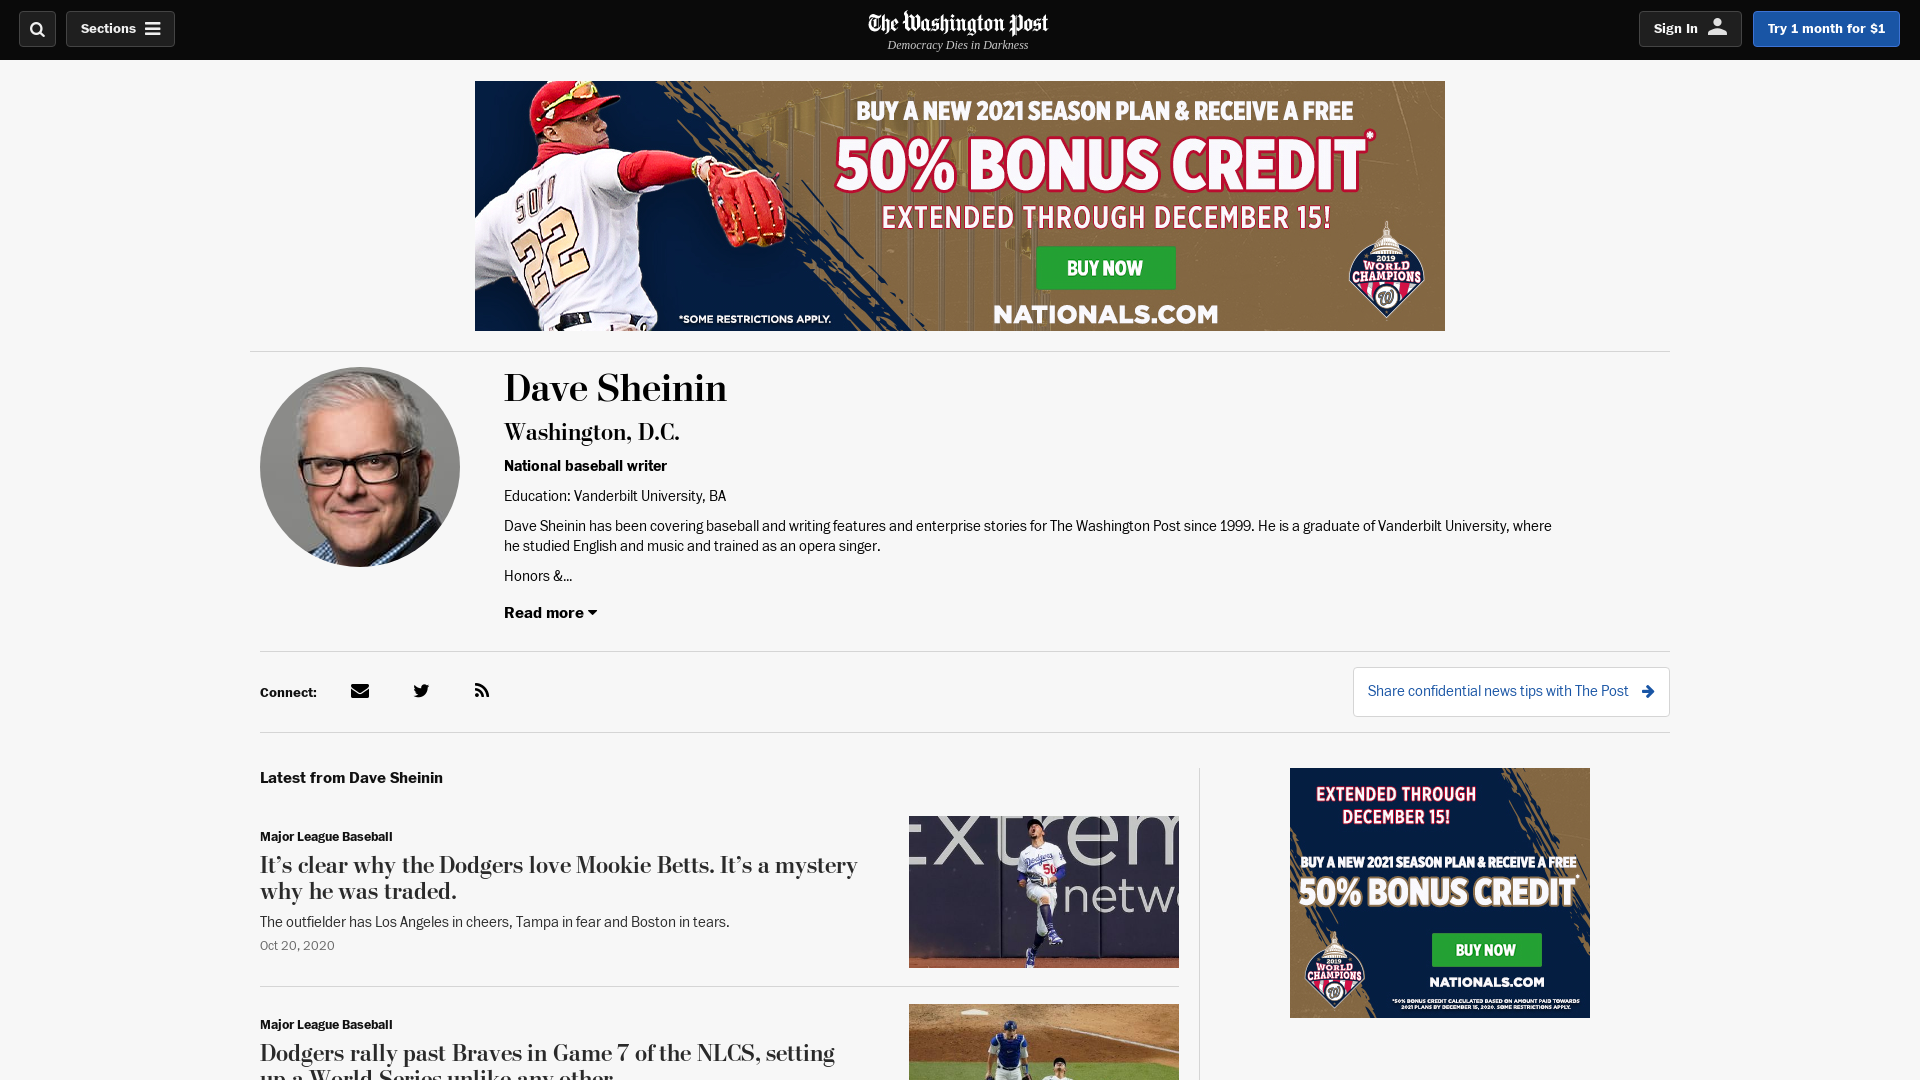 Sections
The Washington Post
Democracy Dies in Darkness
Sign In
Try 1 month for $1
BUY A NEW 2021 SEASON PLAN & RECEIVE A FREE
50% BONUS CREDIT*
EXTENDED THROUGH DECEMBER 15!
BUY NOW
NATIONALS.COM
*SOME RESTRICTIONS APPLY.
SOTO
22
2019
WORLD
CHAMPIONS
W
Dave Sheinin
Washington, D.C.
National baseball writer
Education: Vanderbilt University, BA
Dave Sheinin has been covering baseball and writing features and enterprise stories for The Washington Post since 1999. He is a graduate of Vanderbilt University, where
he studied English and music and trained as an opera singer.
Honors &...
Read more
Connect:
Share confidential news tips with The Post
Latest from Dave Sheinin
Major League Baseball
It’s clear why the Dodgers love Mookie Betts. It’s a mystery
why he was traded.
The outfielder has Los Angeles in cheers, Tampa in fear and Boston in tears.
Oct 20, 2020
Extrem
netw
Dodgers
50
Major League Baseball
Dodgers rally past Braves in Game 7 of the NLCS, setting
up a World Series unlike any other
EXTENDED THROUGH
DECEMBER 15!
BUY A NEW 2021 SEASON PLAN & RECEIVE A FREE
50% BONUS CREDIT*
BUY NOW
NATIONALS.COM
2019
WORLD
CHAMPIONS
W
*50% BONUS CREDIT CALCULATED BASED ON AMOUNT PAID TOWARDS
2021 PLANS BY DECEMBER 15, 2020. SOME RESTRICTIONS APPLY.